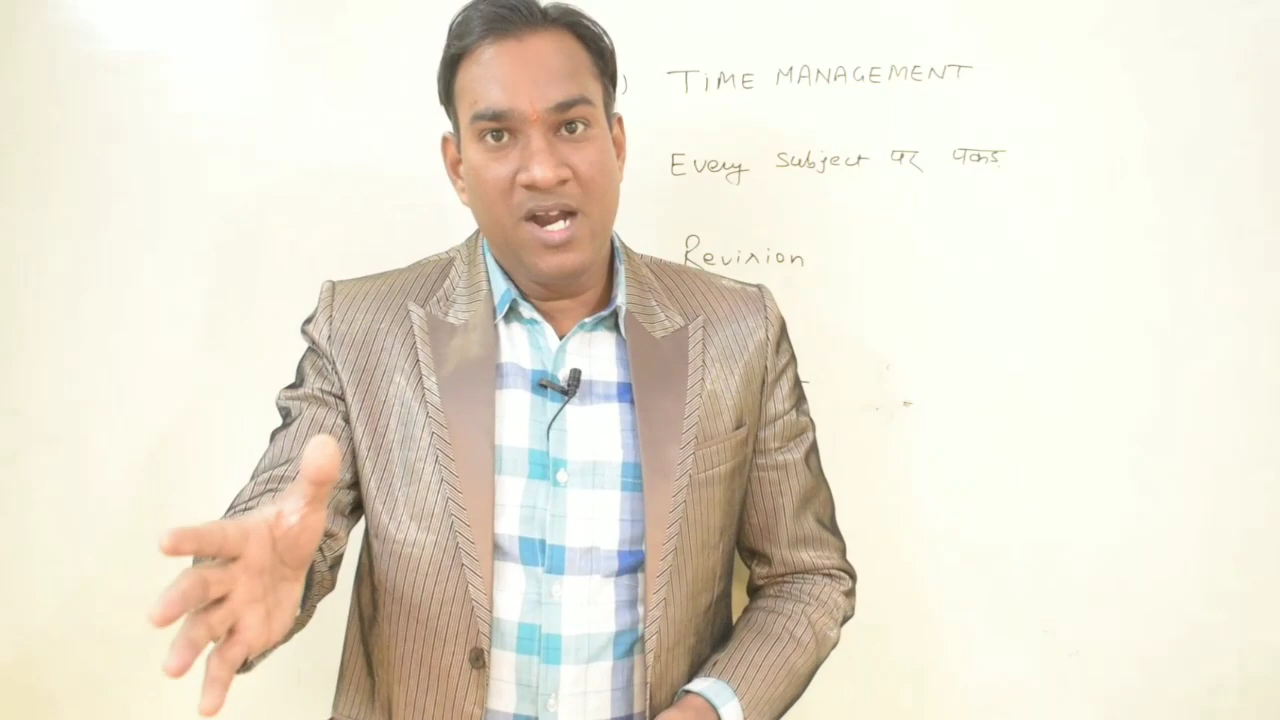 ) TIME MANAGEMENT
Every subject पर पकड
Revision